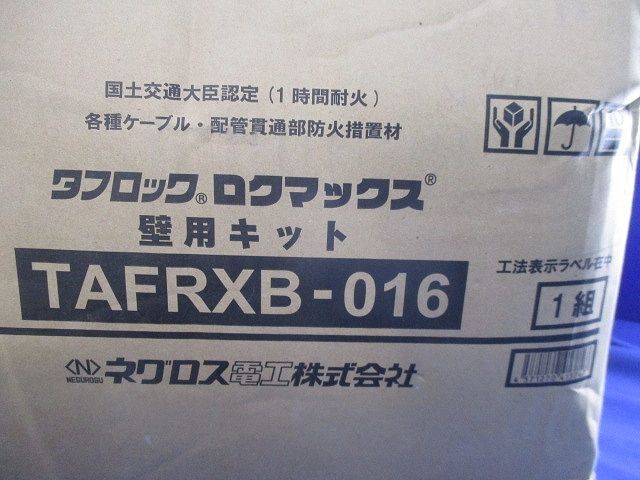 国土交通大臣認定(1時間耐火)
各種ケーブル・配管貫通部防火措置材
タフロック® ロクマックス®
壁用キット
TAFRXB-016
工法表示ラベル在中
1組
<N> ネグロス電工株式会社
NEGUROSU